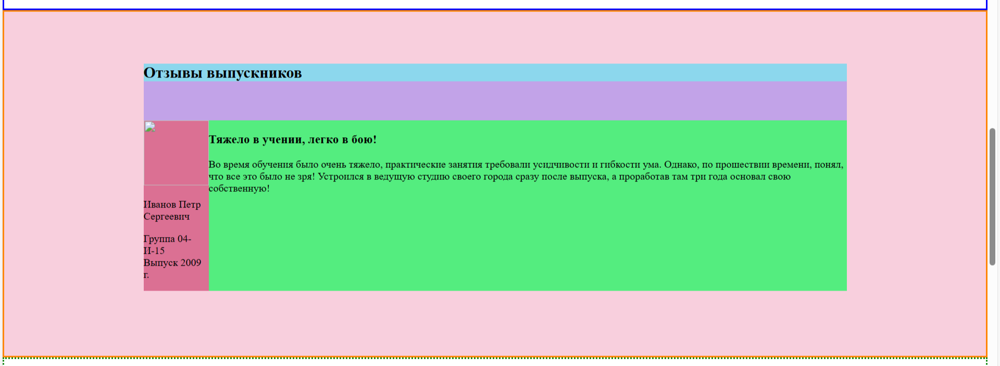 Отзывы выпускников
Тяжело в учении, легко в бою!
Во время обучения было очень тяжело, практические занятия требовали усидчивости и гибкости ума. Однако, по прошествии времени, понял,
что все это было не зря! Устроился в ведущую студию своего города сразу после выпуска, а проработав там три года основал свою
собственную!
Иванов Петр
Сергеевич
Группа 04-
И-15
Выпуск 2009
г.